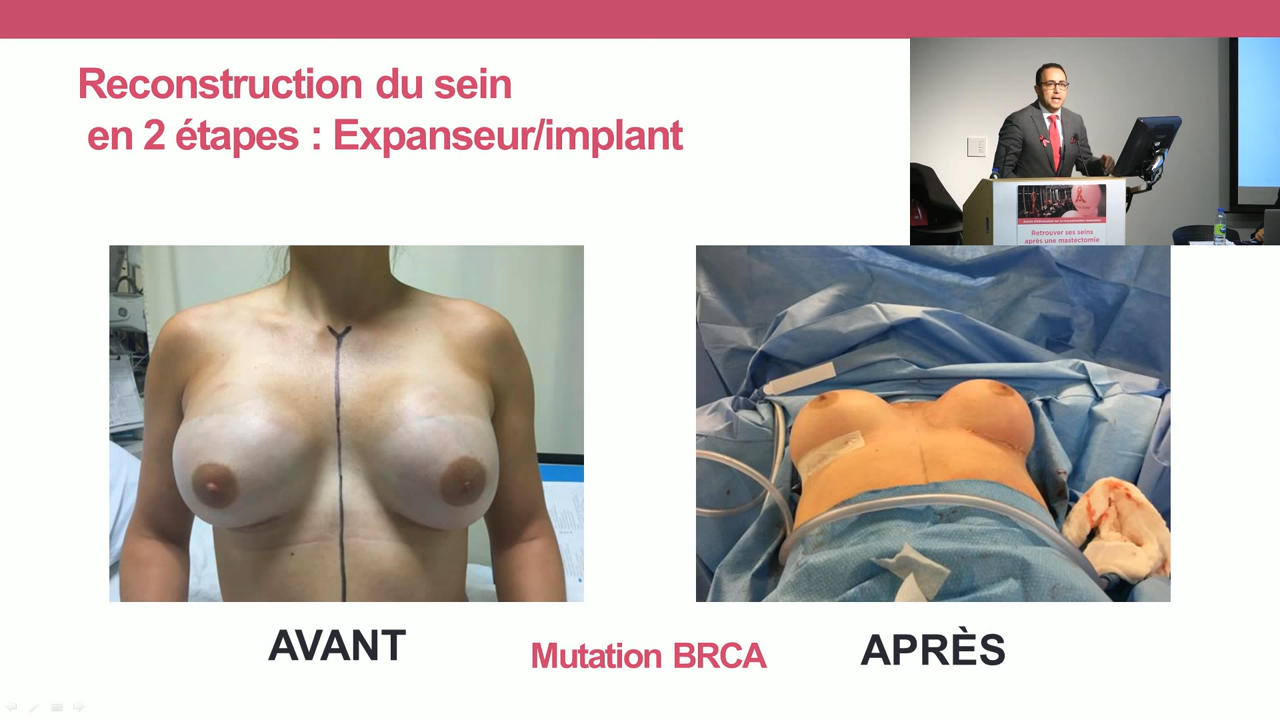 Reconstruction du sein
en 2 étapes : Expanseur/implant
Retrouver ses seins
après une mastectomie
AVANT
Mutation BRCA
APRÈS